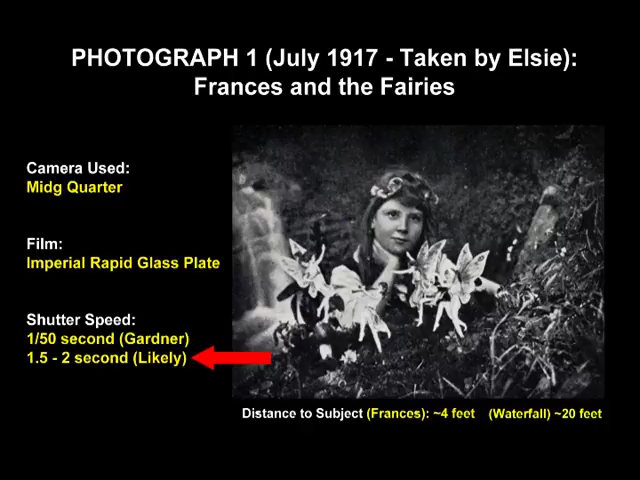 PHOTOGRAPH 1 (July 1917 - Taken by Elsie):
Frances and the Fairies
Camera Used:
Midg Quarter
Film:
Imperial Rapid Glass Plate
Shutter Speed:
1/50 second (Gardner)
1.5 - 2 second (Likely)
Distance to Subject (Frances): ~4 feet (Waterfall) ~20 feet